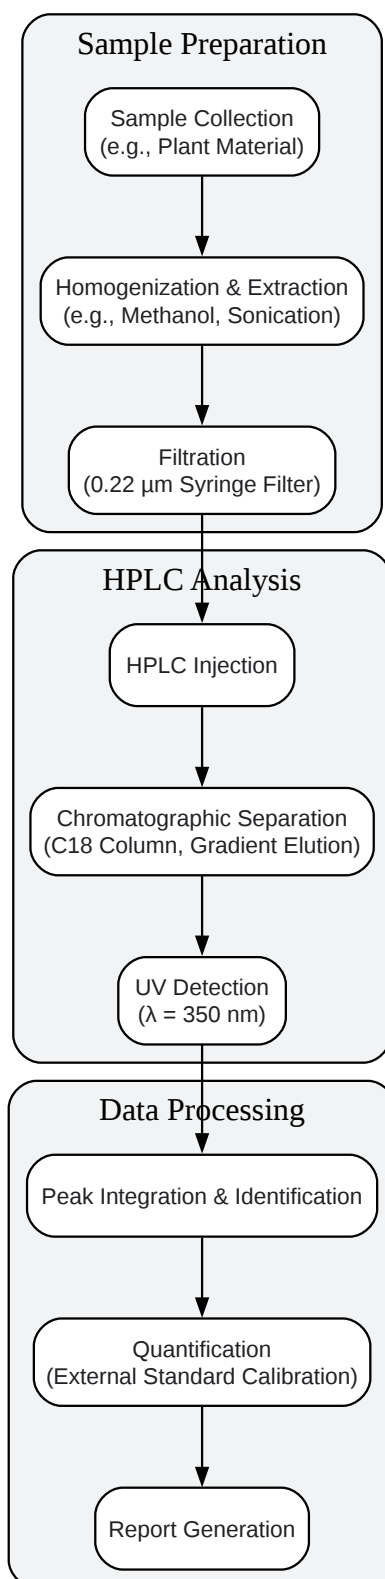 Sample Preparation
Sample Collection
(e.g., Plant Material)
Homogenization & Extraction
(e.g., Methanol, Sonication)
Filtration
(0.22 µm Syringe Filter)
HPLC Analysis
HPLC Injection
Chromatographic Separation
(C18 Column, Gradient Elution)
UV Detection
(λ = 350 nm)
Data Processing
Peak Integration & Identification
Quantification
(External Standard Calibration)
Report Generation